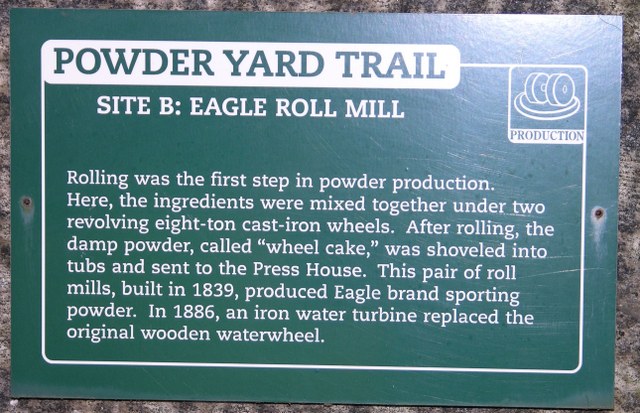 POWDER YARD TRAIL
SITE B: EAGLE ROLL MILL
PRODUCTION
Rolling was the first step in powder production.
Here, the ingredients were mixed together under two
revolving eight-ton cast-iron wheels.  After rolling, the
damp powder, called “wheel cake,” was shoveled into
tubs and sent to the Press House.  This pair of roll
mills, built in 1839, produced Eagle brand sporting
powder.  In 1886, an iron water turbine replaced the
original wooden waterwheel.